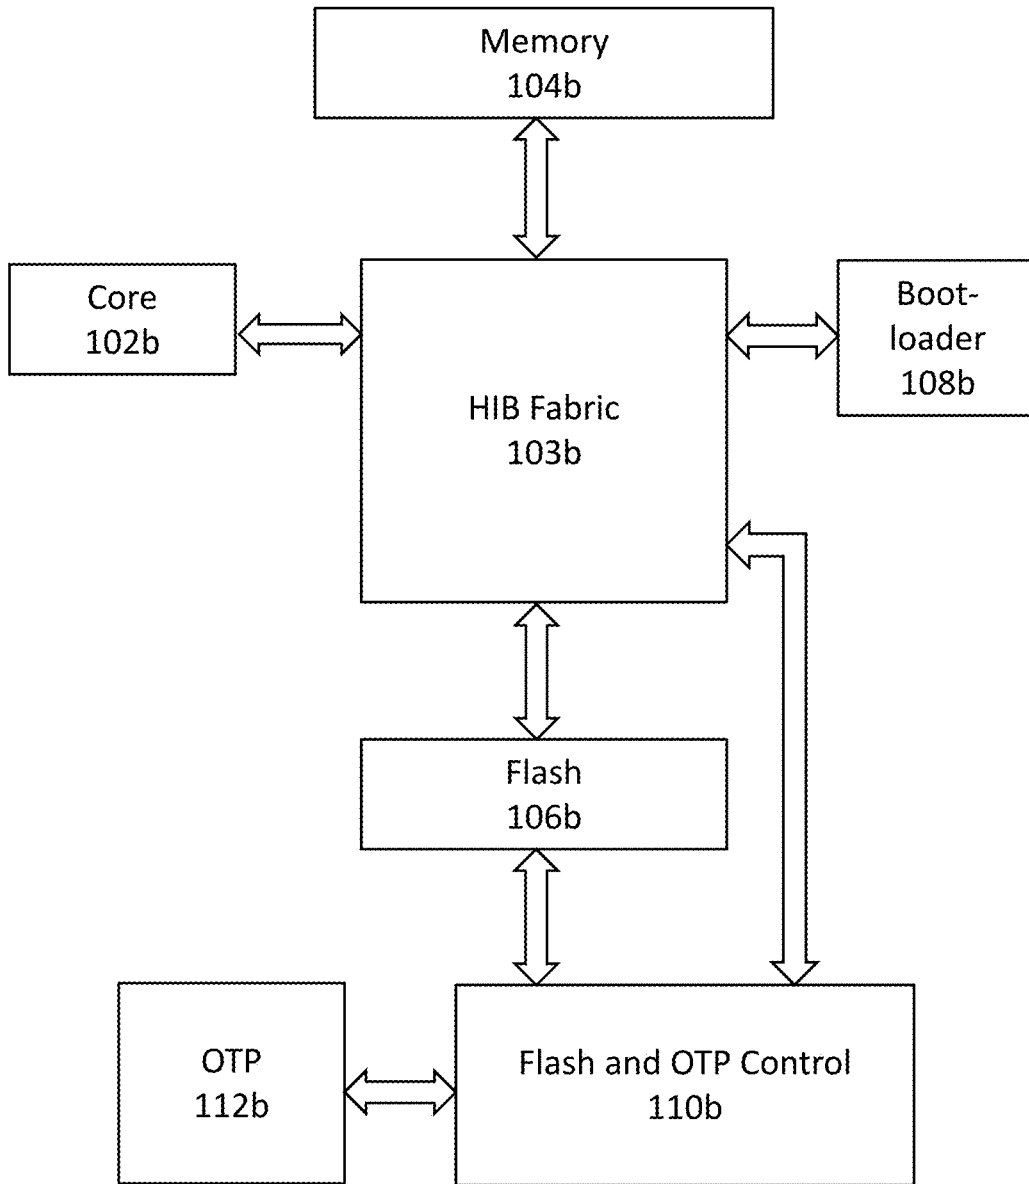 Memory
104b
Core
102b
HIB Fabric
103b
Boot-
loader
108b
Flash
106b
OTP
112b
Flash and OTP Control
110b